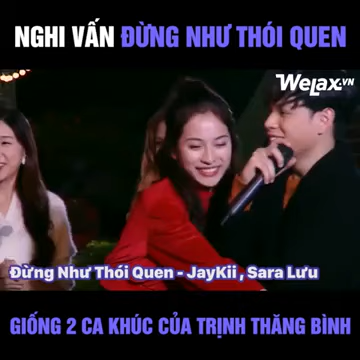 NGHI VẤN ĐỪNG NHƯ THÓI QUEN
WELAX.VN
Đừng Như Thói Quen - JayKii , Sara Lưu
GIỐNG 2 CA KHÚC CỦA TRỊNH THĂNG BÌNH